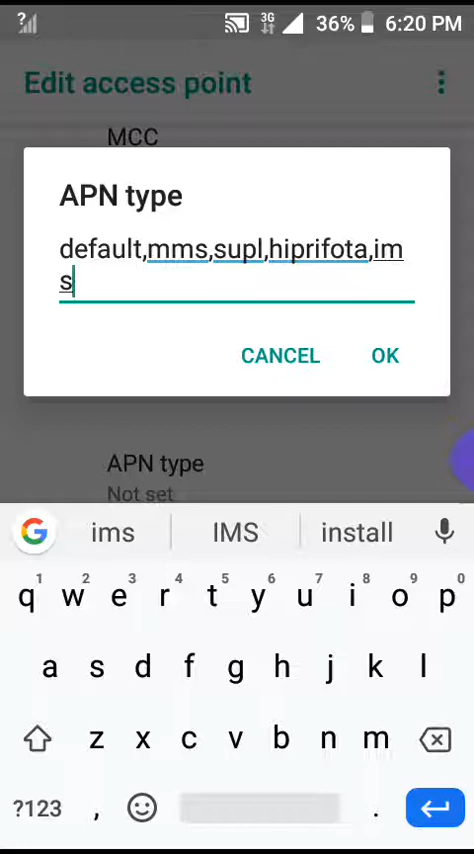 ? 3G 36% 6:20 PM
Edit access point
MCC
APN type
default,mms,supl,hiprifota,im
s
CANCEL OK
APN type
Not set
G ims IMS install
1 2 3 4 5 6 7 8 9 0
q w e r t y u i o p
a s d f g h j k l
z x c v b n m
?123 , .